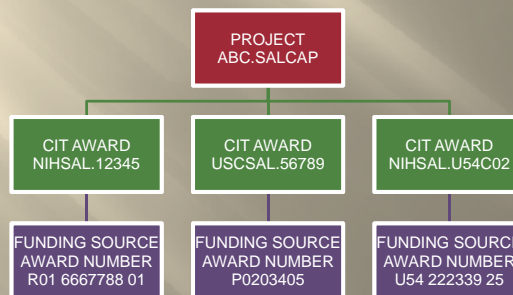 PROJECT
ABC.SALCAP
CIT AWARD
NIHSAL.12345
CIT AWARD
USCSAL.56789
CIT AWARD
NIHSAL.U54C02
FUNDING SOURCE
AWARD NUMBER
R01 6667788 01
FUNDING SOURCE
AWARD NUMBER
P0203405
FUNDING SOURCE
AWARD NUMBER
U54 222339 25